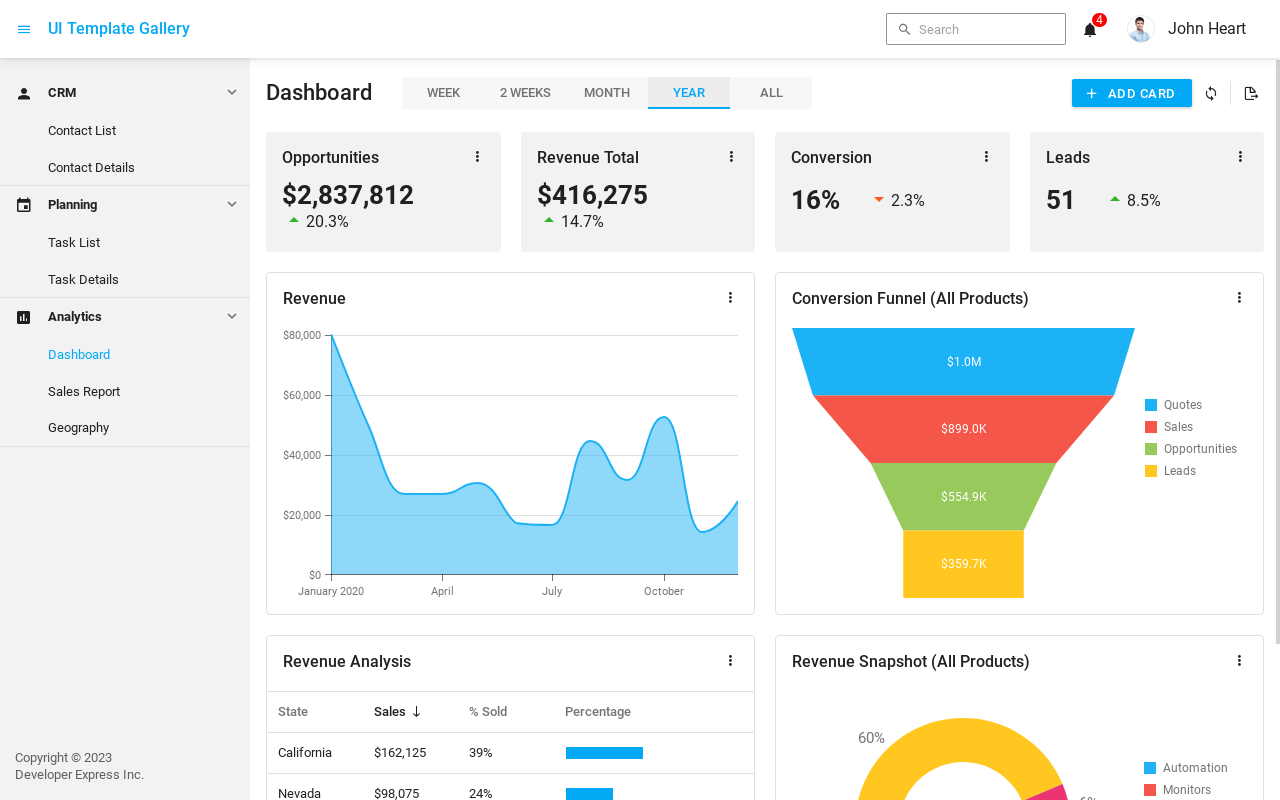 UI Template Gallery
Search
4
John Heart
CRM
Contact List
Contact Details
Planning
Task List
Task Details
Analytics
Dashboard
Sales Report
Geography
Copyright © 2023
Developer Express Inc.
Dashboard
WEEK 2 WEEKS MONTH YEAR ALL
ADD CARD
Opportunities
$2,837,812
20.3%
Revenue Total
$416,275
14.7%
Conversion
16% 2.3%
Leads
51 8.5%
Revenue
$80,000
$60,000
$40,000
$20,000
$0
January 2020 April July October
Conversion Funnel (All Products)
$1.0M
$899.0K
$554.9K
$359.7K
Quotes
Sales
Opportunities
Leads
Revenue Analysis
State Sales % Sold Percentage
California $162,125 39%
Nevada $98,075 24%
Revenue Snapshot (All Products)
60%
Automation
Monitors